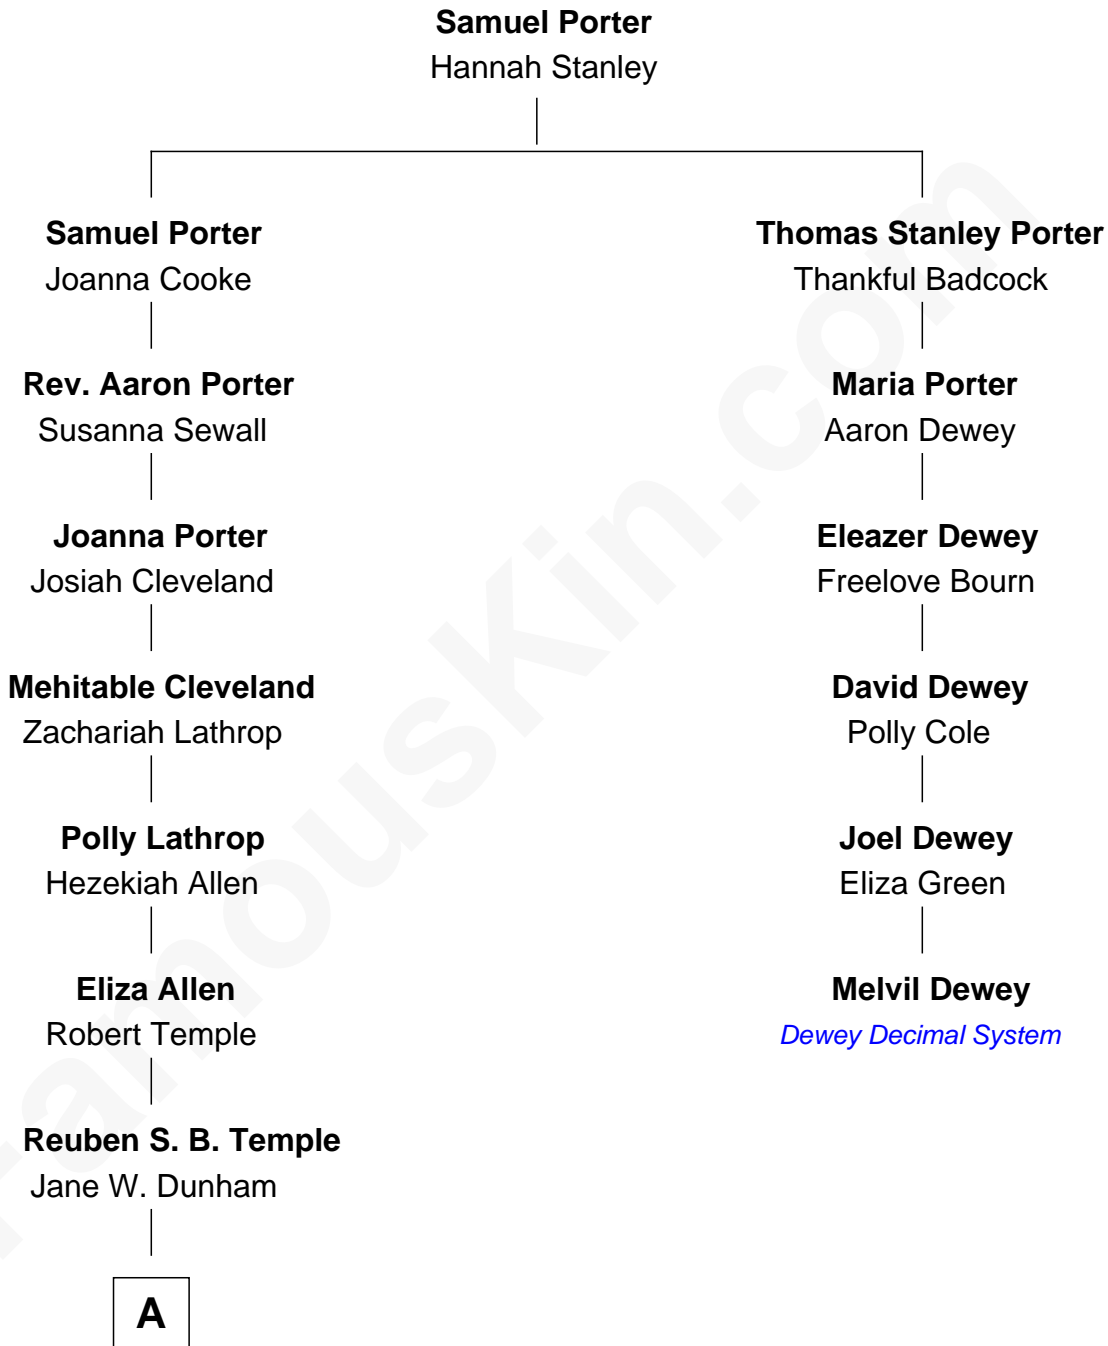 Samuel Porter
Hannah Stanley
Samuel Porter
Joanna Cooke
Thomas Stanley Porter
Thankful Badcock
Rev. Aaron Porter
Susanna Sewall
Maria Porter
Aaron Dewey
Joanna Porter
Josiah Cleveland
Eleazer Dewey
Freelove Bourn
Mehitable Cleveland
Zachariah Lathrop
David Dewey
Polly Cole
Polly Lathrop
Hezekiah Allen
Joel Dewey
Eliza Green
Eliza Allen
Robert Temple
Melvil Dewey
Dewey Decimal System
Reuben S. B. Temple
Jane W. Dunham
A
FamousKin.com